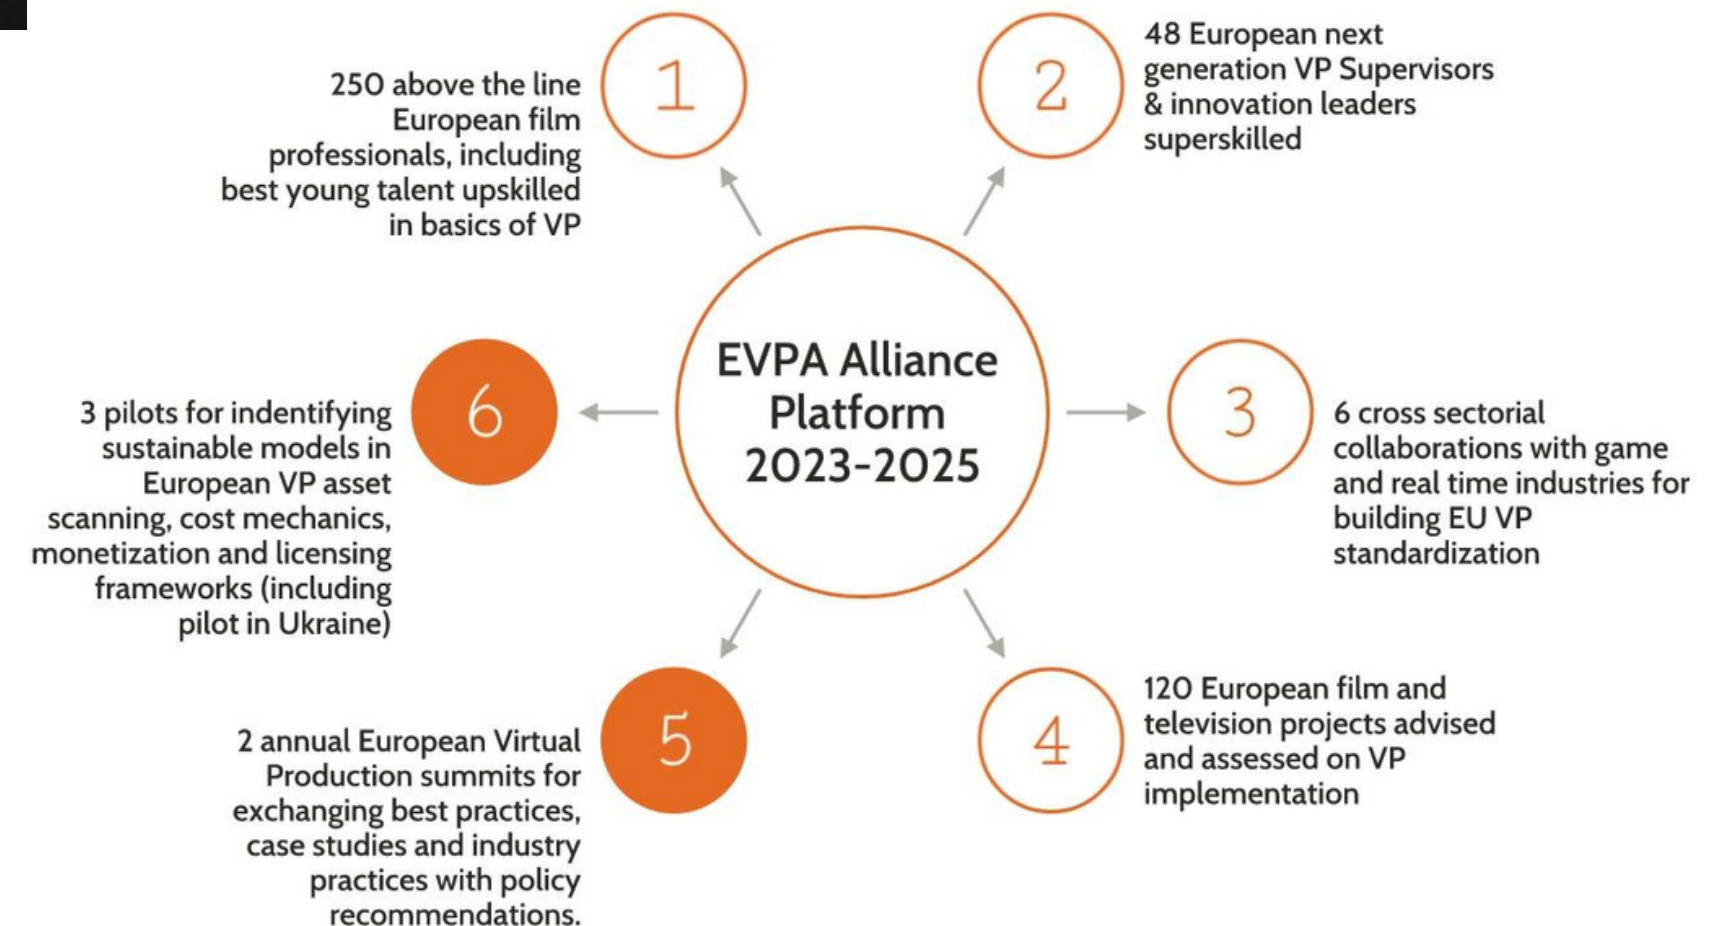 EVPA Alliance
Platform
2023-2025
1
250 above the line
European film
professionals, including
best young talent upskilled
in basics of VP
2
48 European next
generation VP Supervisors
& innovation leaders
superskilled
3
6 cross sectorial
collaborations with game
and real time industries for
building EU VP
standardization
4
120 European film and
television projects advised
and assessed on VP
implementation
5
2 annual European Virtual
Production summits for
exchanging best practices,
case studies and industry
practices with policy
recommendations.
6
3 pilots for indentifying
sustainable models in
European VP asset
scanning, cost mechanics,
monetization and licensing
frameworks (including
pilot in Ukraine)